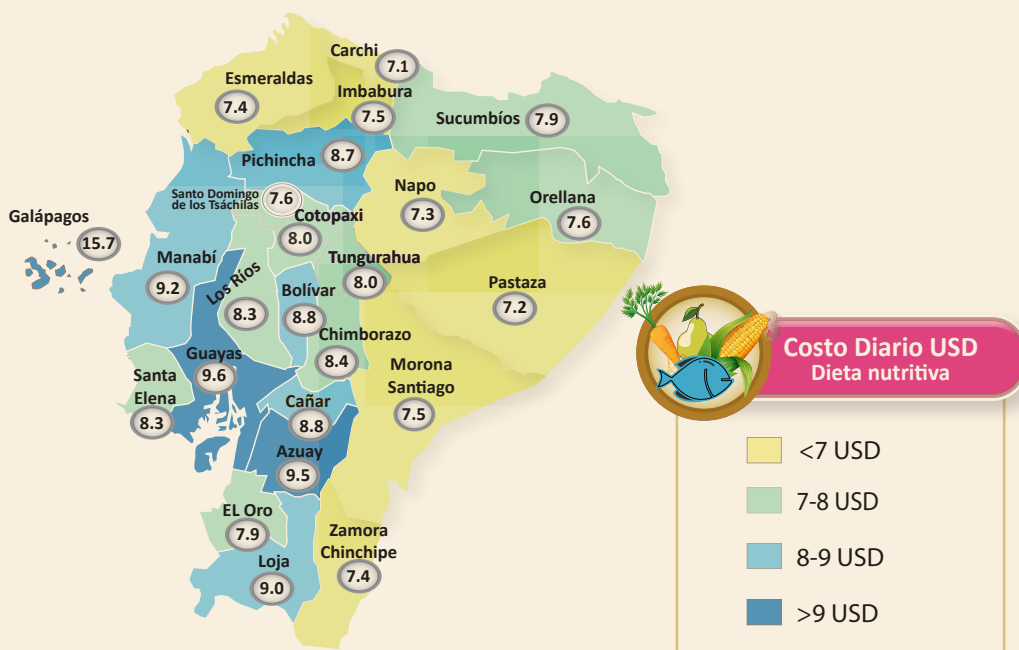 Carchi
7.1
Esmeraldas
7.4
Imbabura
7.5
Sucumbíos
7.9
Pichincha
8.7
Santo Domingo
de los Tsáchilas
7.6
Napo
7.3
Orellana
7.6
Galápagos
15.7
Cotopaxi
8.0
Manabí
9.2
Los Ríos
8.3
Bolívar
8.8
Tungurahua
8.0
Pastaza
7.2
Chimborazo
8.4
Guayas
9.6
Santa
Elena
8.3
Morona
Santiago
7.5
Cañar
8.8
Azuay
9.5
EL Oro
7.9
Loja
9.0
Zamora
Chinchipe
7.4
Costo Diario USD
Dieta nutritiva
<7 USD
7-8 USD
8-9 USD
>9 USD